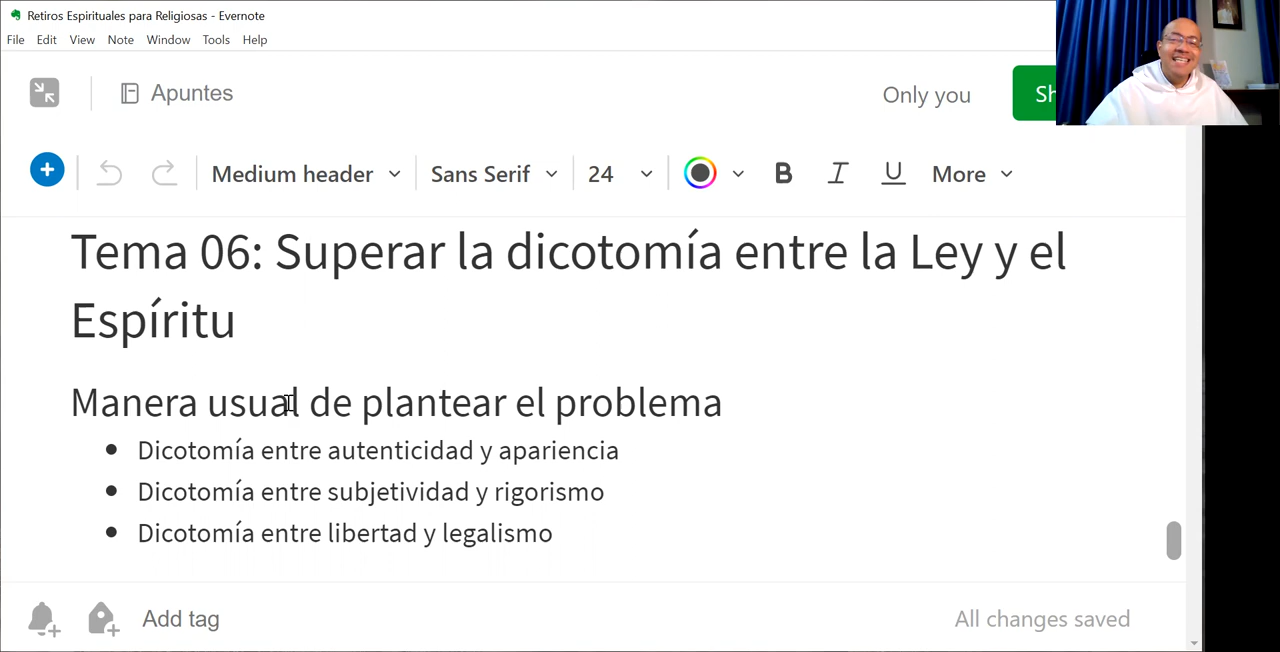 Retiros Espirituales para Religiosas - Evernote
File Edit View Note Window Tools Help
Apuntes
Only you
Sh
Medium header
Sans Serif
24
B I U More
Tema 06: Superar la dicotomía entre la Ley y el
Espíritu
Manera usual de plantear el problema
• Dicotomía entre autenticidad y apariencia
• Dicotomía entre subjetividad y rigorismo
• Dicotomía entre libertad y legalismo
Add tag
All changes saved